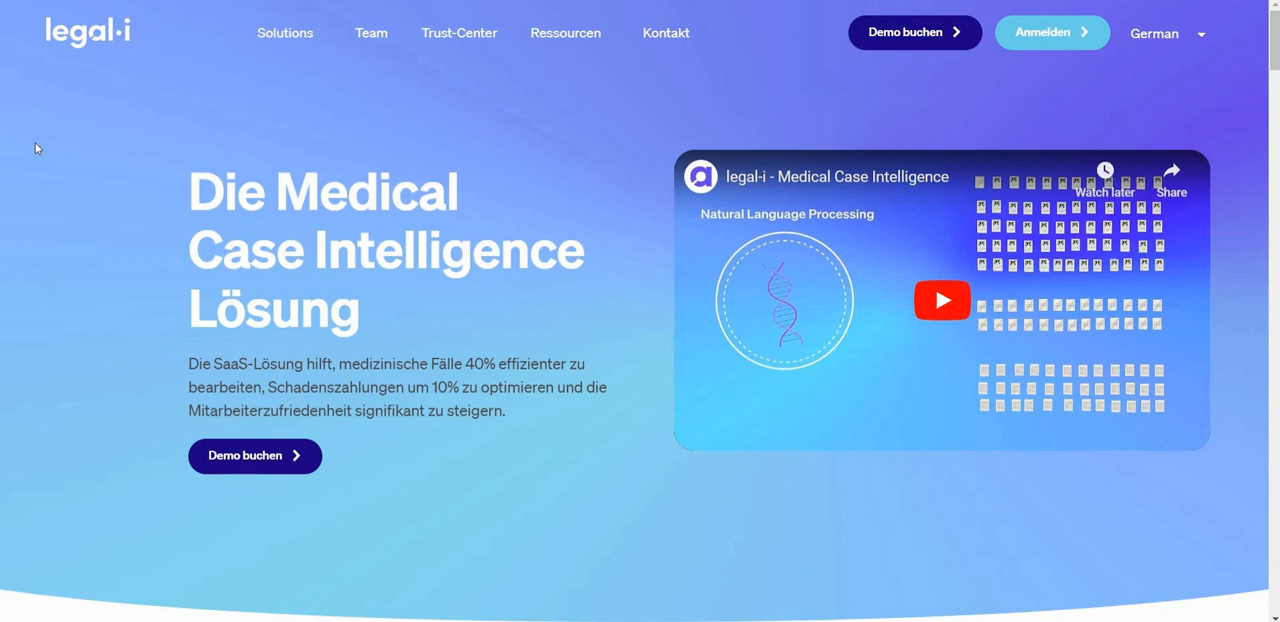 legal·i
Solutions
Team
Trust-Center
Ressourcen
Kontakt
Demo buchen
Anmelden
German
Die Medical
Case Intelligence
Lösung
Die SaaS-Lösung hilft, medizinische Fälle 40% effizienter zu
bearbeiten, Schadenszahlungen um 10% zu optimieren und die
Mitarbeiterzufriedenheit signifikant zu steigern.
Demo buchen
legal-i - Medical Case Intelligence
Watch later
Share
Natural Language Processing